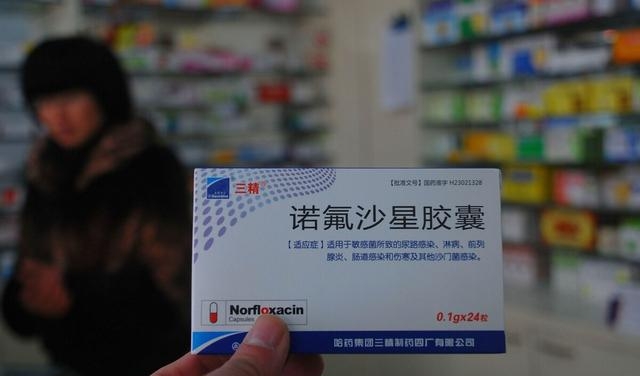 三精
【批准文号】国药准字 H23021328
诺氟沙星胶囊
【适应症】适用于敏感菌所致的尿路感染、淋病、前列
腺炎、肠道感染和伤寒及其他沙门菌感染。
Norfloxacin
Capsules
0.1gx24粒
哈药集团三精制药四厂有限公司